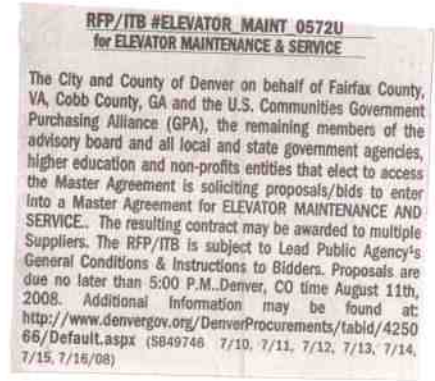 RFP/ITB #ELEVATOR_MAINT_0572U
for ELEVATOR MAINTENANCE & SERVICE
The City and County of Denver on behalf of Fairfax County,
VA, Cobb County, GA and the U.S. Communities Government
Purchasing Alliance (GPA), the remaining members of the
advisory board and all local and state government agencies,
higher education and non-profits entities that elect to access
the Master Agreement is soliciting proposals/bids to enter
into a Master Agreement for ELEVATOR MAINTENANCE AND
SERVICE.. The resulting contract may be awarded to multiple
Suppliers. The RFP/ITB is subject to Lead Public Agency¹s
General Conditions & Instructions to Bidders. Proposals are
due no later than 5:00 P.M..Denver, CO time August 11th,
2008. Additional Information may be found at:
http://www.denvergov.org/DenverProcurements/tabid/4250
66/Default.aspx (5849746 7/10, 7/11, 7/12, 7/13, 7/14,
7/15, 7/16/08)